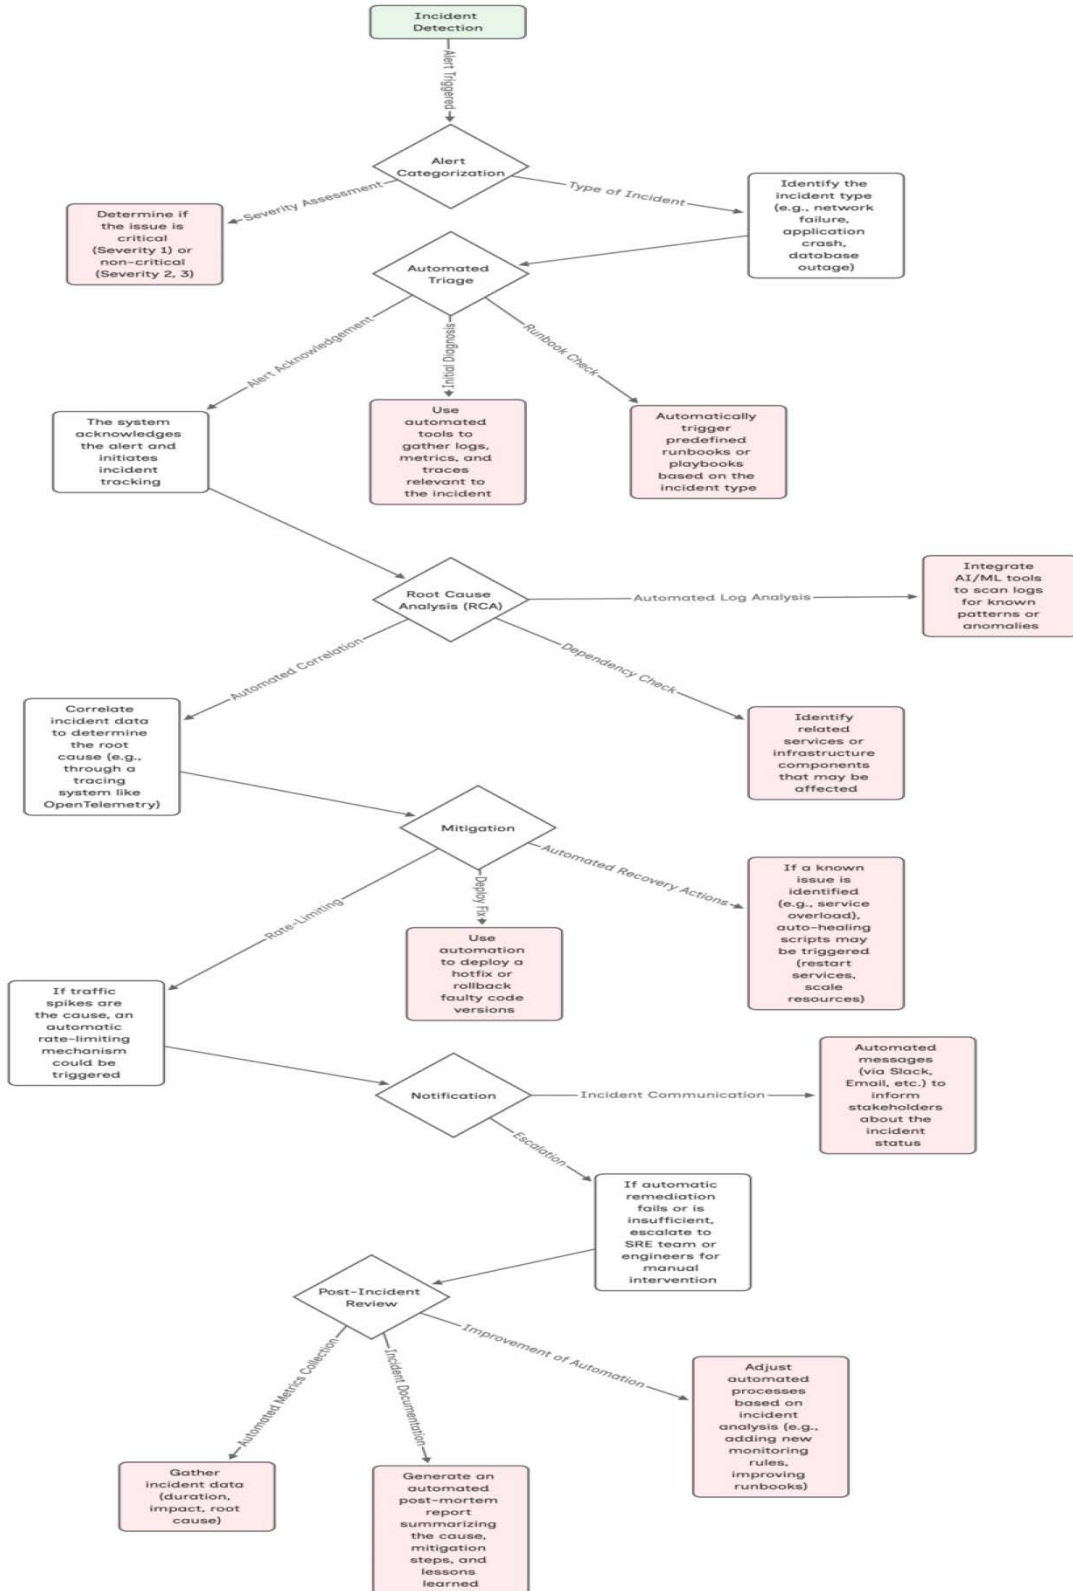 Incident
Detection
Alert Triggered
Alert
Categorization
Severity Assessment
Type of Incident
Determine if
the issue is
critical
(Severity 1) or
non-critical
(Severity 2, 3)
Identify the
incident type
(e.g., network
failure,
application
crash,
database
outage)
Automated
Triage
Alert Acknowledgement
Initial Diagnosis
Runbook Check
The system
acknowledges
the alert and
initiates
incident
tracking
Use
automated
tools to
gather logs,
metrics, and
traces
relevant to
the incident
Automatically
trigger
predefined
runbooks or
playbooks
based on the
incident type
Root Cause
Analysis (RCA)
Automated Log Analysis
Integrate
AI/ML tools
to scan logs
for known
patterns or
anomalies
Automated Correlation
Dependency Check
Correlate
incident data
to determine
the root
cause (e.g.,
through a
tracing
system like
OpenTelemetry)
Identify
related
services or
infrastructure
components
that may be
affected
Mitigation
Rate-Limiting
Deploy Fix
Automated Recovery Actions
If a known
issue is
identified
(e.g., service
overload),
auto-healing
scripts may
be triggered
(restart
services,
scale
resources)
Use
automation
to deploy a
hotfix or
rollback
faulty code
versions
If traffic
spikes are
the cause, an
automatic
rate-limiting
mechanism
could be
triggered
Notification
Incident Communication
Automated
messages
(via Slack,
Email, etc.) to
inform
stakeholders
about the
incident
status
Escalation
If automatic
remediation
fails or is
insufficient,
escalate to
SRE team or
engineers for
manual
intervention
Post-Incident
Review
Automated Metrics Collection
Incident Documentation
Improvement of Automation
Gather
incident data
(duration,
impact, root
cause)
Generate an
automated
post-mortem
report
summarizing
the cause,
mitigation
steps, and
lessons
learned
Adjust
automated
processes
based on
incident
analysis (e.g.,
adding new
monitoring
rules,
improving
runbooks)